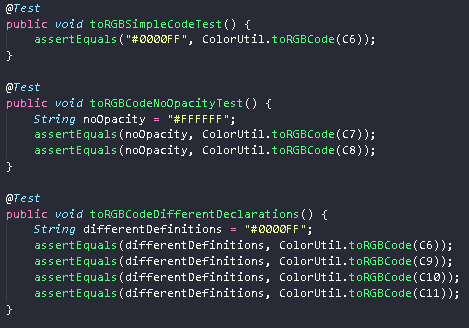 @Test
public void toRGBSimpleCodeTest() {
    assertEquals("#0000FF", ColorUtil.toRGBCode(C6));
}
@Test
public void toRGBCodeNoOpacityTest() {
    String noOpacity = "#FFFFFF";
    assertEquals(noOpacity, ColorUtil.toRGBCode(C7));
    assertEquals(noOpacity, ColorUtil.toRGBCode(C8));
}
@Test
public void toRGBCodeDifferentDeclarations() {
    String differentDefinitions = "#0000FF";
    assertEquals(differentDefinitions, ColorUtil.toRGBCode(C6));
    assertEquals(differentDefinitions, ColorUtil.toRGBCode(C9));
    assertEquals(differentDefinitions, ColorUtil.toRGBCode(C10));
    assertEquals(differentDefinitions, ColorUtil.toRGBCode(C11));
}